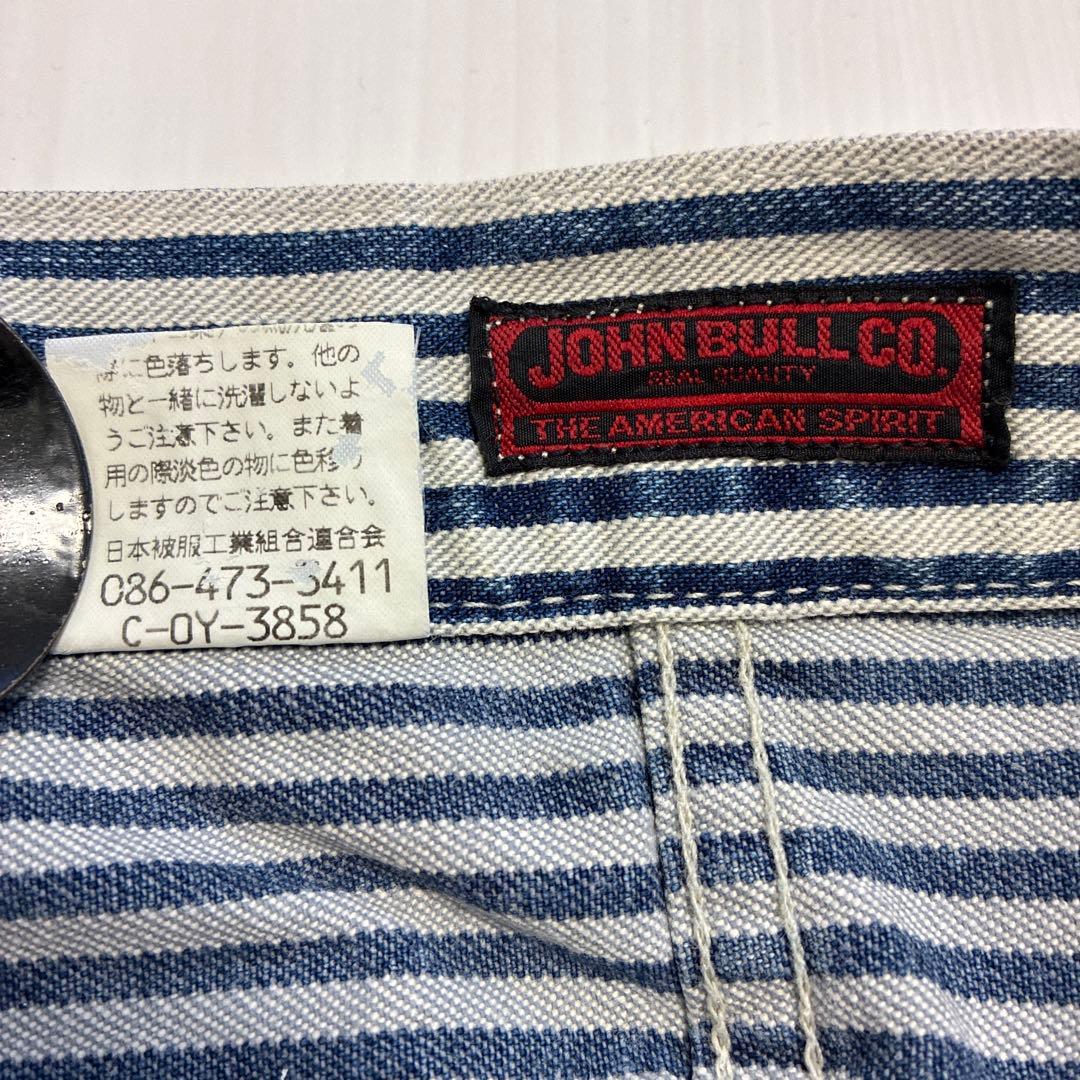 際に色落ちします。他の
物と一緒に洗濯しないよ
うご注意下さい。また着
用の際淡色の物に色移り
しますのでご注意下さい。
日本被服工業組合連合会
086-473-3411
C-OY-3858
JOHN BULL CO.
REAL QUALITY
THE AMERICAN SPIRIT